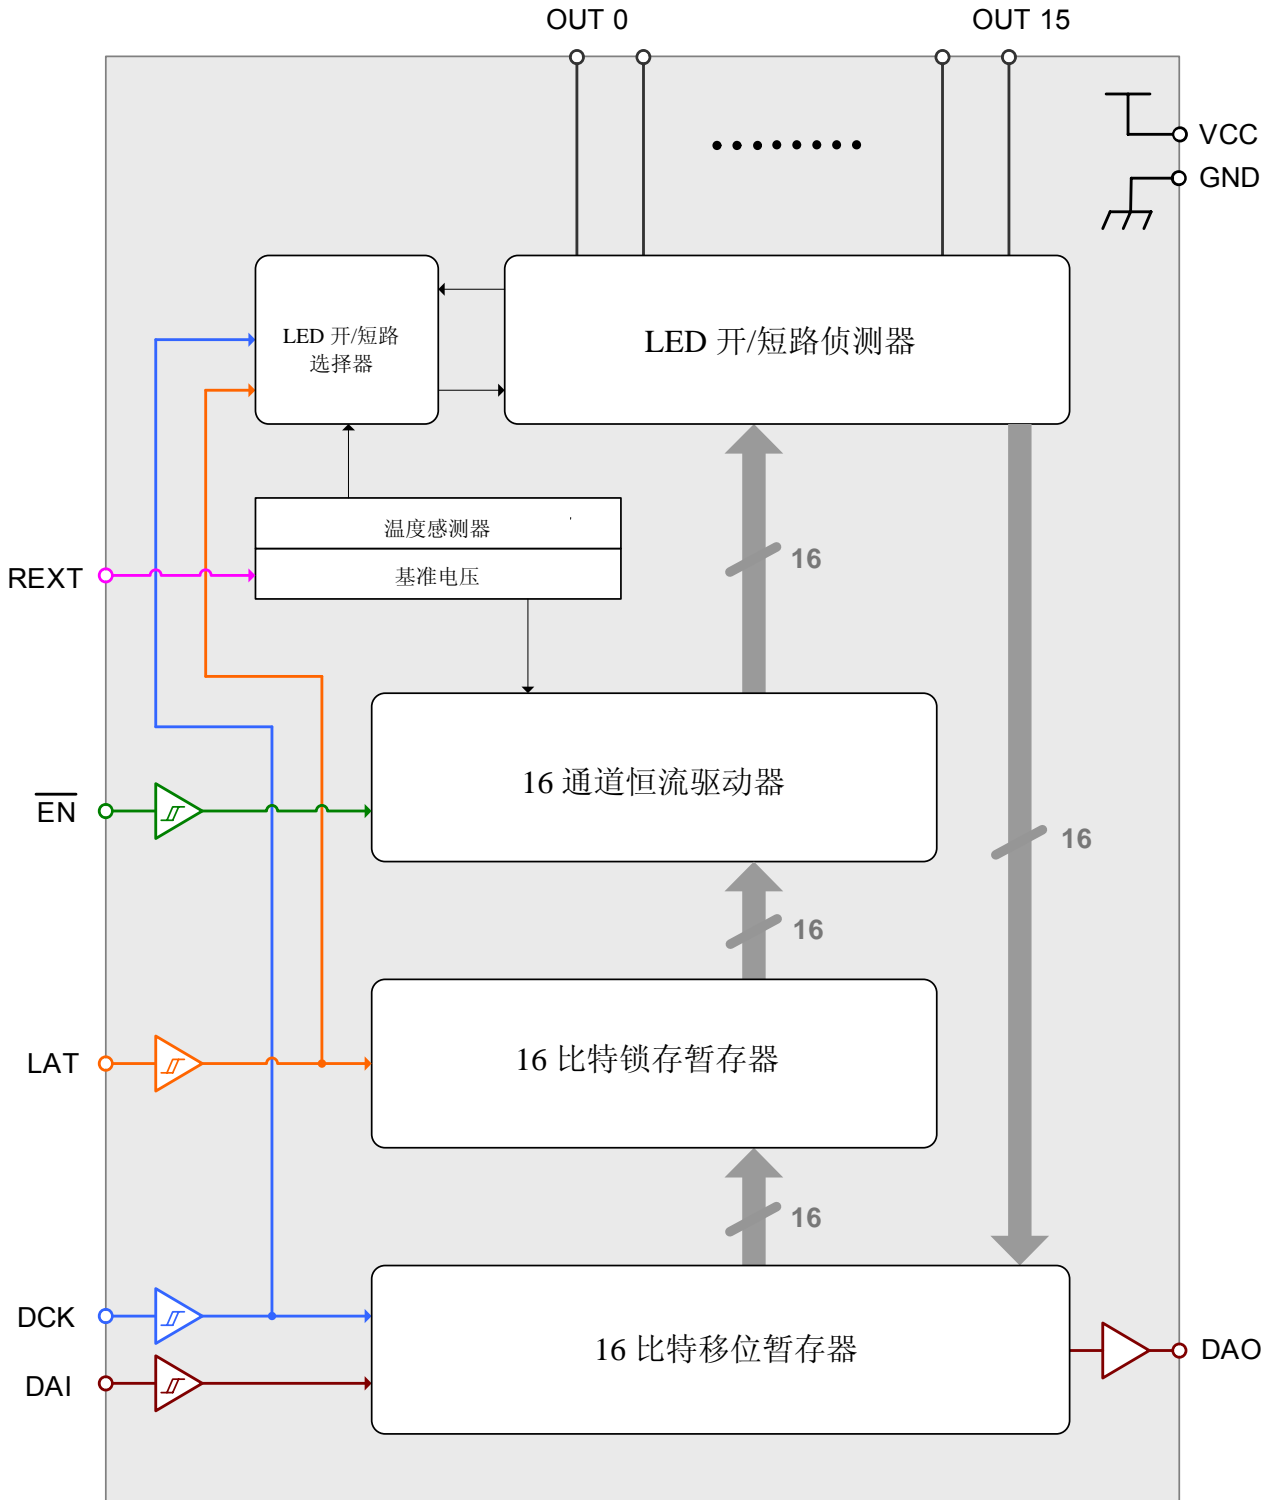 OUT 0
OUT 15
VCC
GND
LED 开/短路
选择器
LED 开/短路侦测器
温度感测器
基准电压
REXT
16
16 通道恒流驱动器
EN
16
16
LAT
16 比特锁存暂存器
16
DCK
16 比特移位暂存器
DAO
DAI